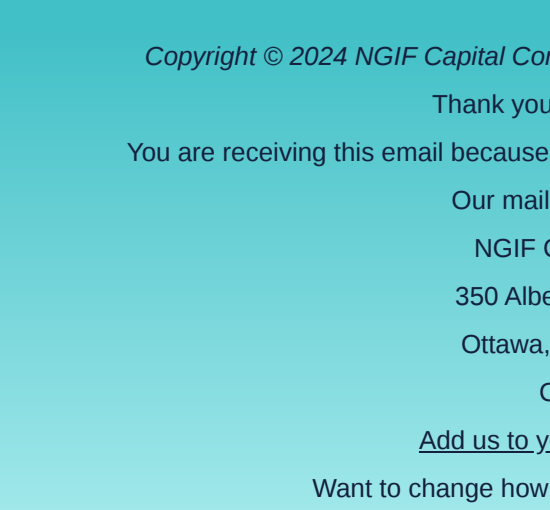 Copyright © 2024 NGIF Capital Cor
Thank you
You are receiving this email because
Our mail
NGIF
350 Albe
Ottawa,
Add us to y
Want to change how